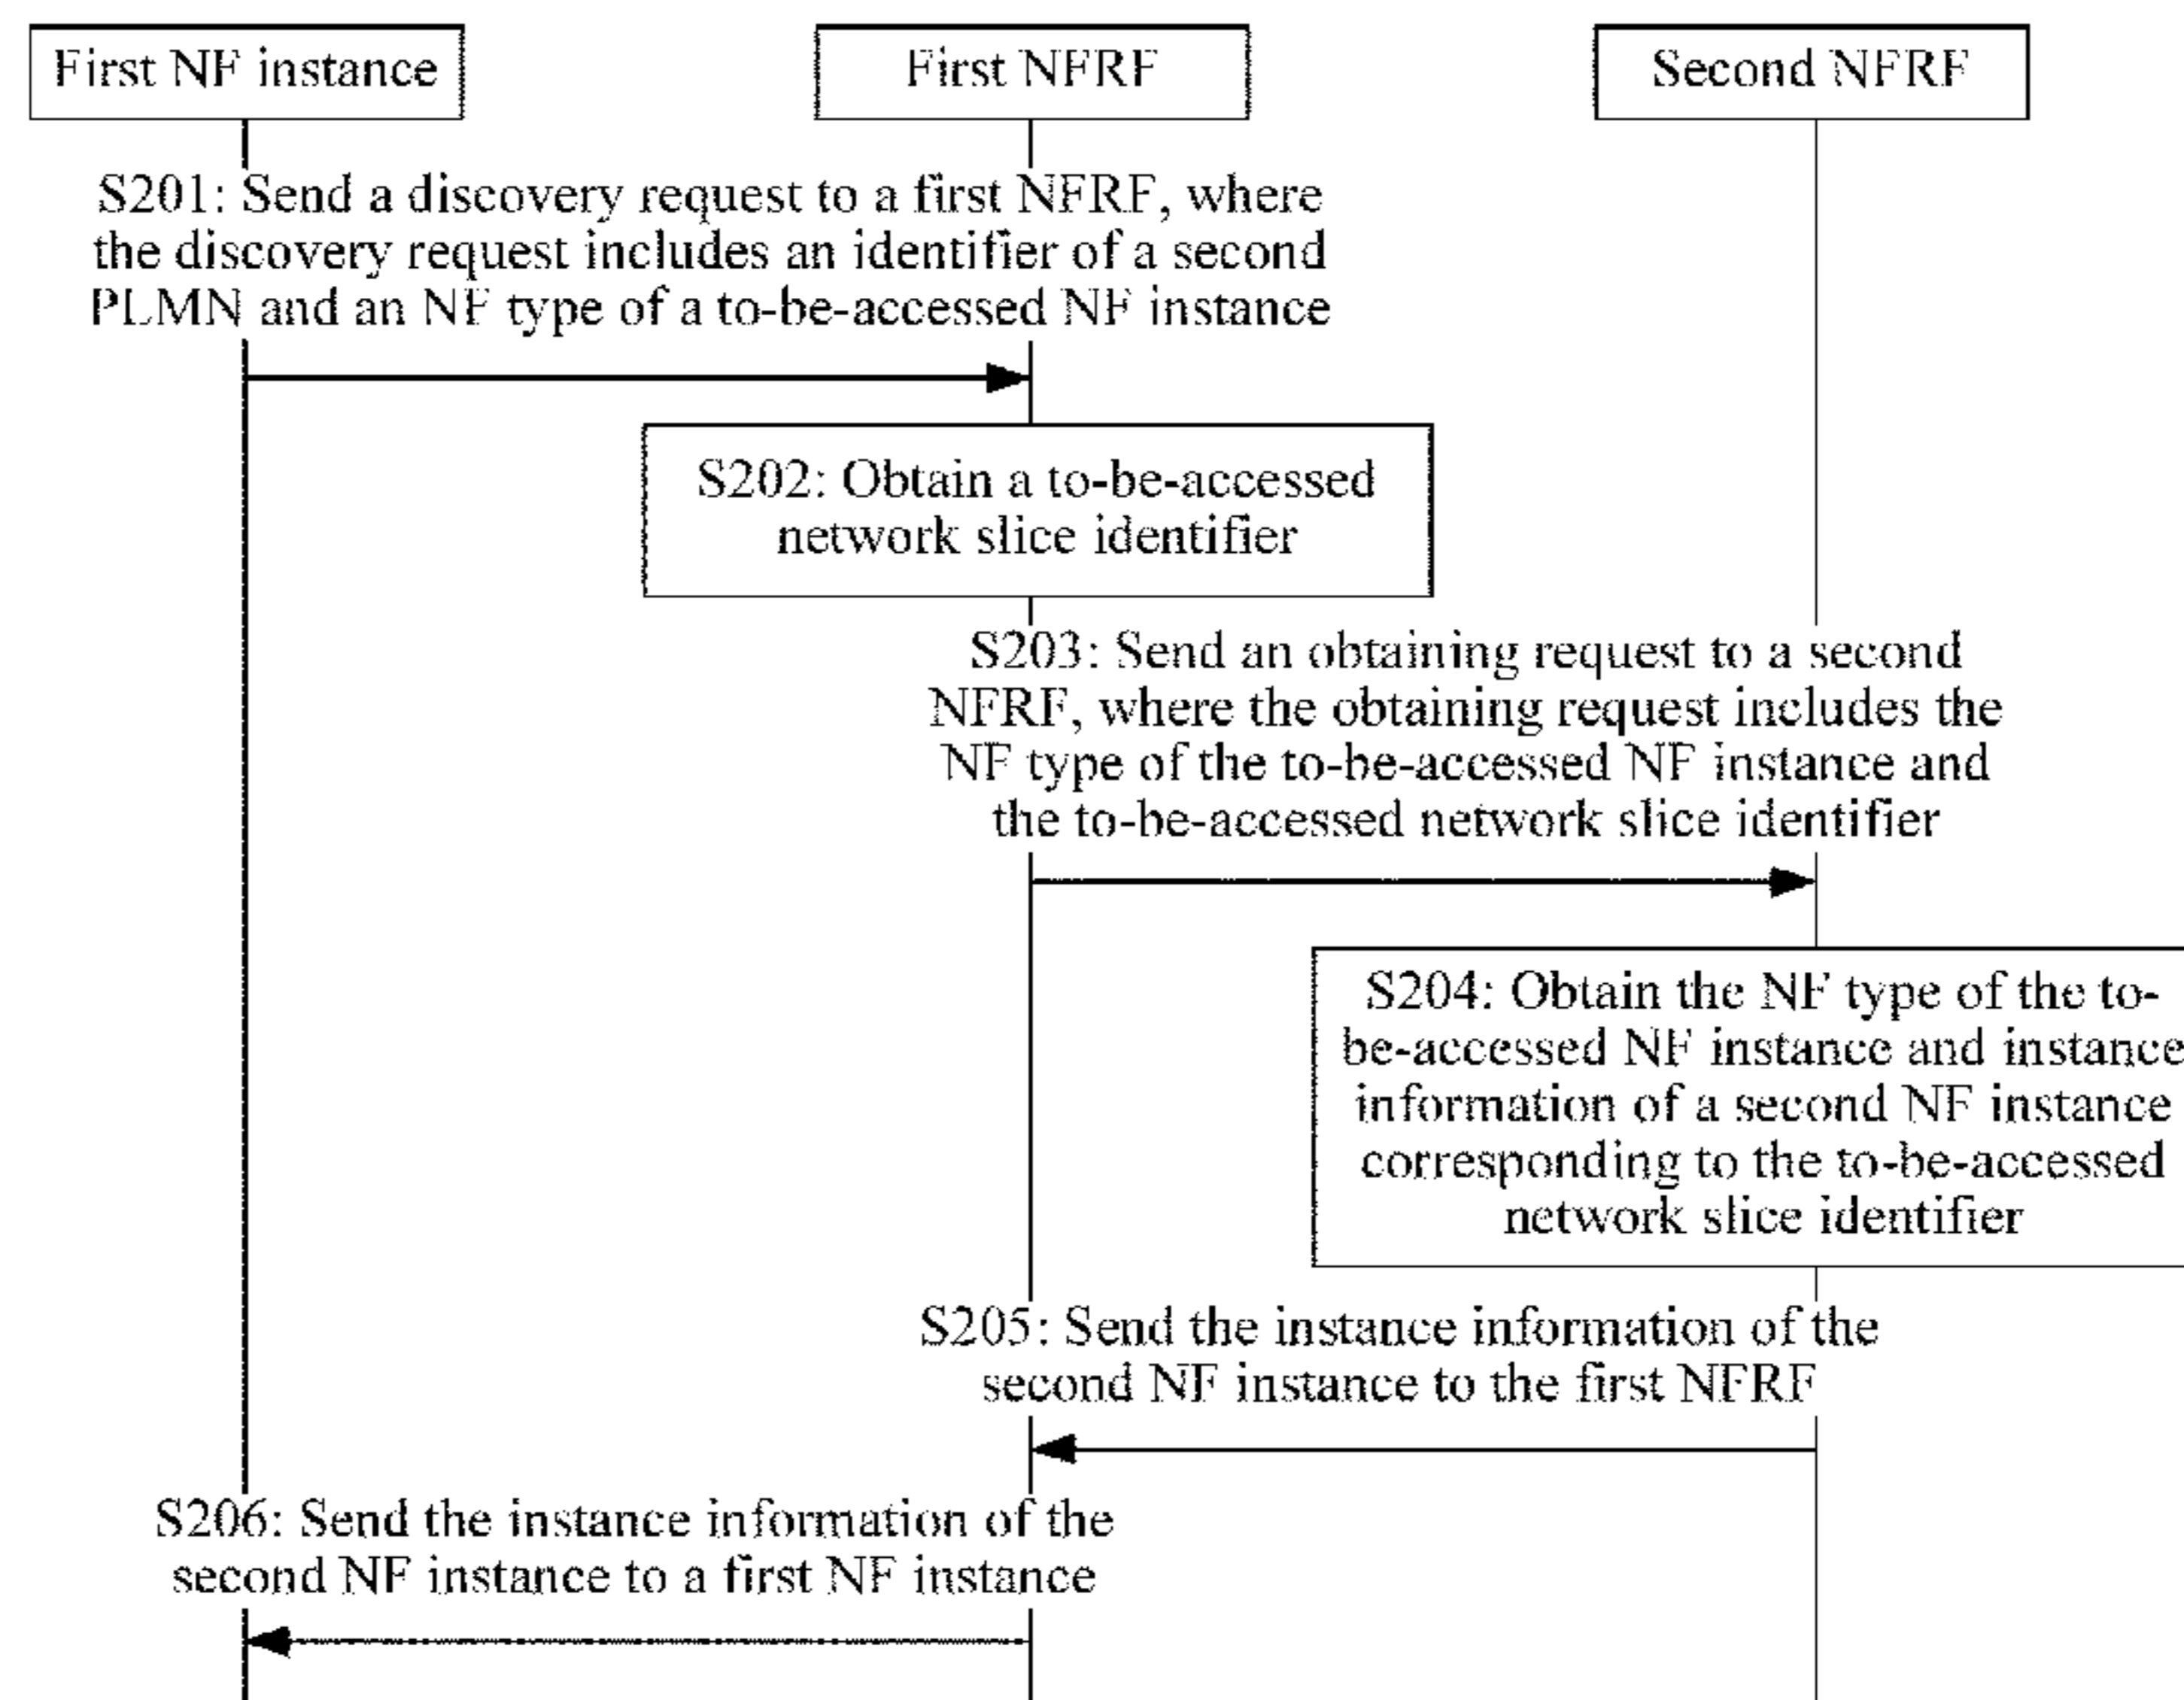 First NF instance
First NFRF
Second NFRF
S201: Send a discovery request to a first NFRF, where
the discovery request includes an identifier of a second
PLMN and an NF type of a to-be-accessed NF instance
S202: Obtain a to-be-accessed
network slice identifier
S203: Send an obtaining request to a second
NFRF, where the obtaining request includes the
NF type of the to-be-accessed NF instance and
the to-be-accessed network slice identifier
S204: Obtain the NF type of the to-
be-accessed NF instance and instance
information of a second NF instance
corresponding to the to-be-accessed
network slice identifier
S205: Send the instance information of the
second NF instance to the first NFRF
S206: Send the instance information of the
second NF instance to a first NF instance